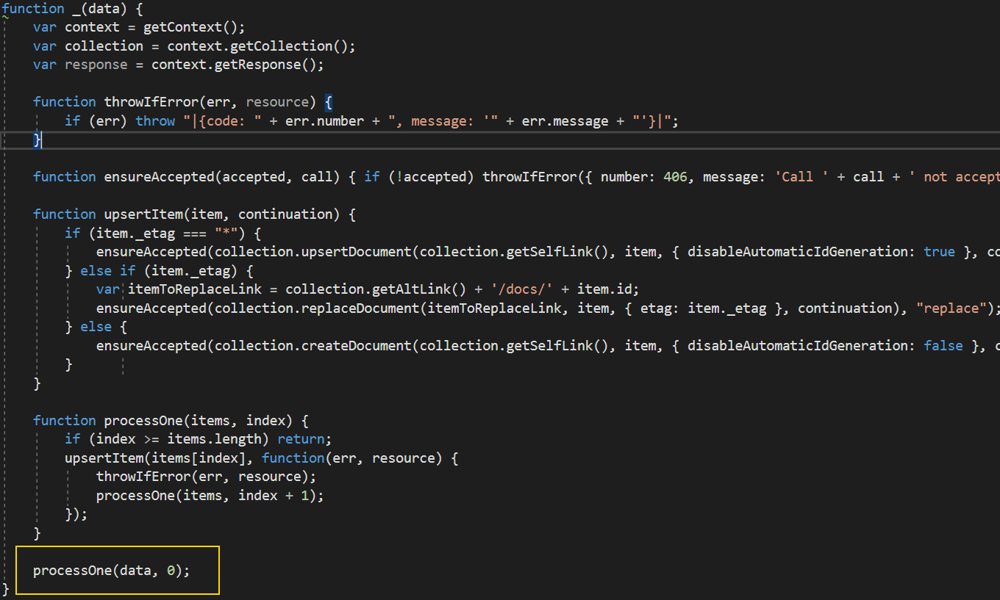 function _(data) {
var context = getContext();
var collection = context.getCollection();
var response = context.getResponse();
function throwIfError(err, resource) {
if (err) throw "|{code: " + err.number + ", message: '" + err.message + "'}|";
}
function ensureAccepted(accepted, call) { if (!accepted) throwIfError({ number: 406, message: 'Call ' + call + ' not accept
function upsertItem(item, continuation) {
if (item._etag === "*") {
ensureAccepted(collection.upsertDocument(collection.getSelfLink(), item, { disableAutomaticIdGeneration: true }, co
} else if (item._etag) {
var itemToReplaceLink = collection.getAltLink() + '/docs/' + item.id;
ensureAccepted(collection.replaceDocument(itemToReplaceLink, item, { etag: item._etag }, continuation), "replace");
} else {
ensureAccepted(collection.createDocument(collection.getSelfLink(), item, { disableAutomaticIdGeneration: false }, c
}
}
function processOne(items, index) {
if (index >= items.length) return;
upsertItem(items[index], function(err, resource) {
throwIfError(err, resource);
processOne(items, index + 1);
});
}
processOne(data, 0);
}